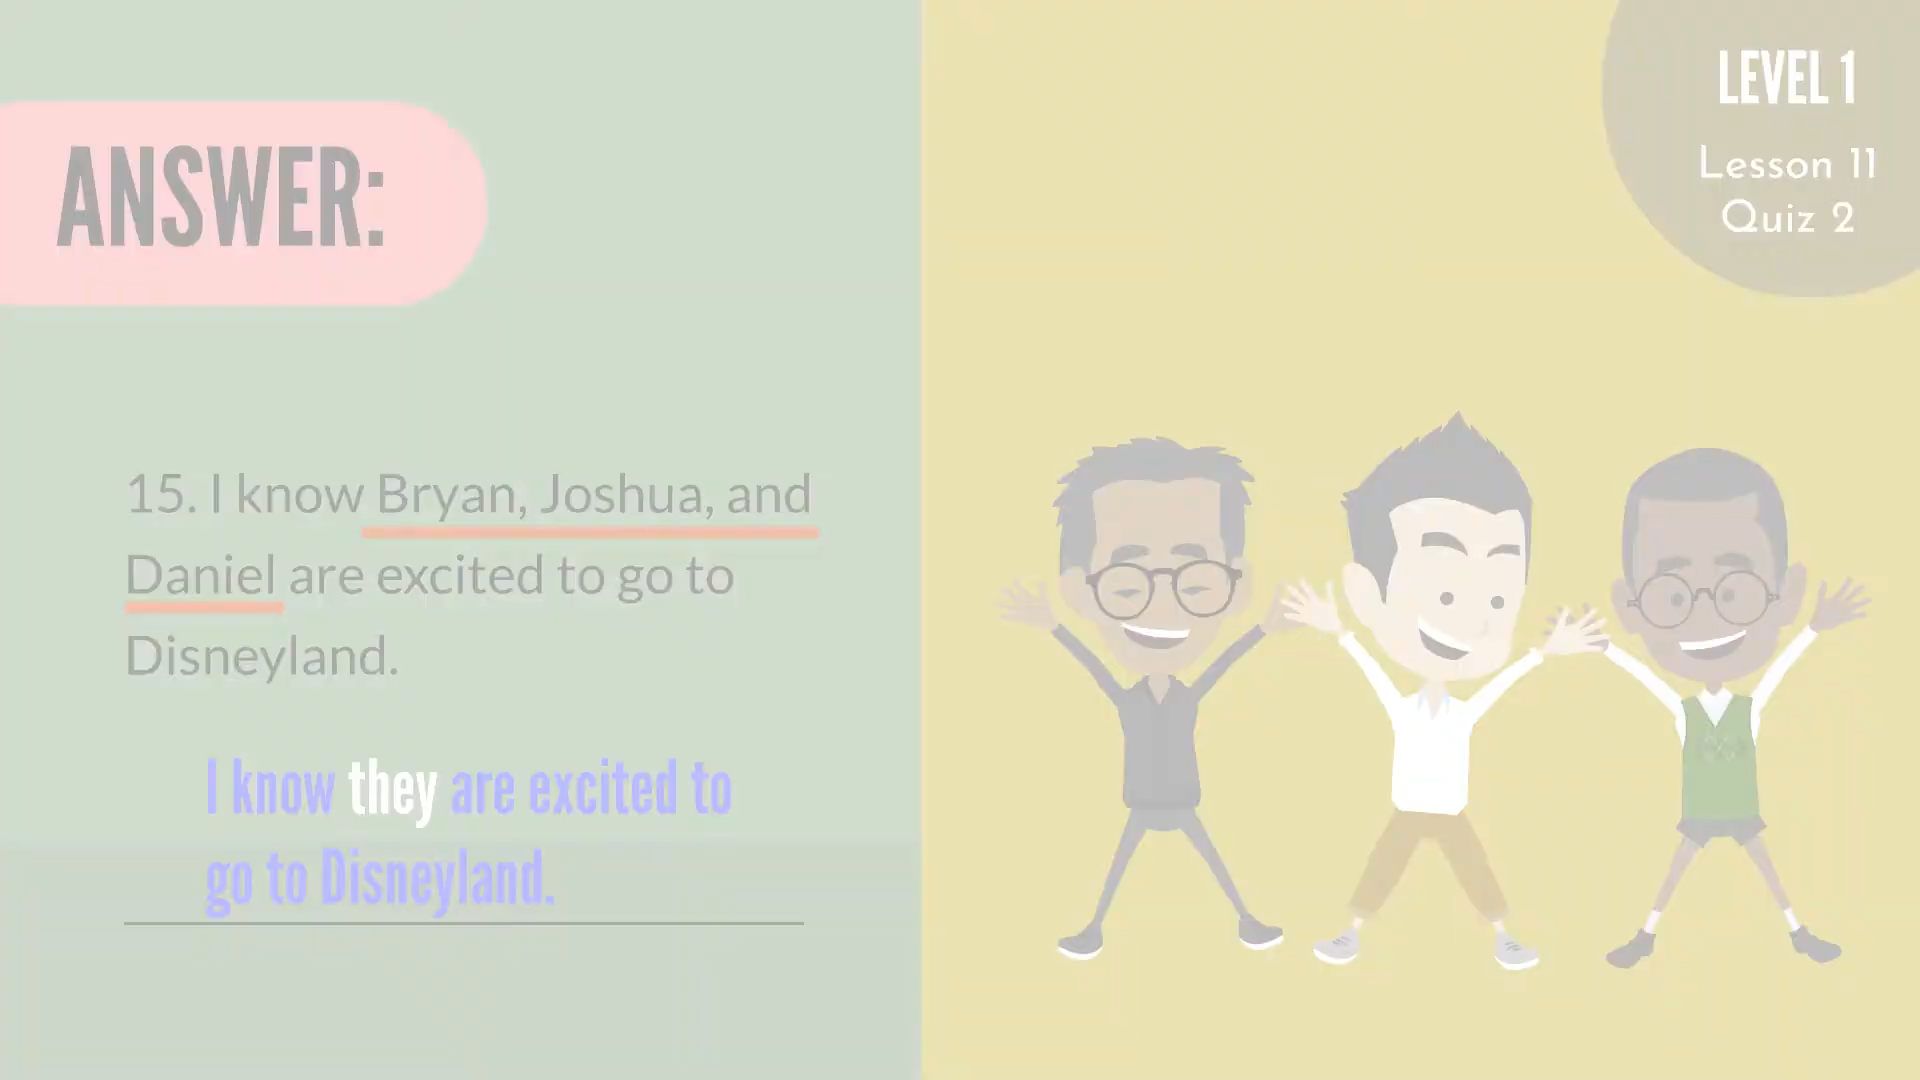 ANSWER:
LEVEL 1
Lesson 11
Quiz 2
15. I know Bryan, Joshua, and
Daniel are excited to go to
Disneyland.
I know they are excited to
go to Disneyland.